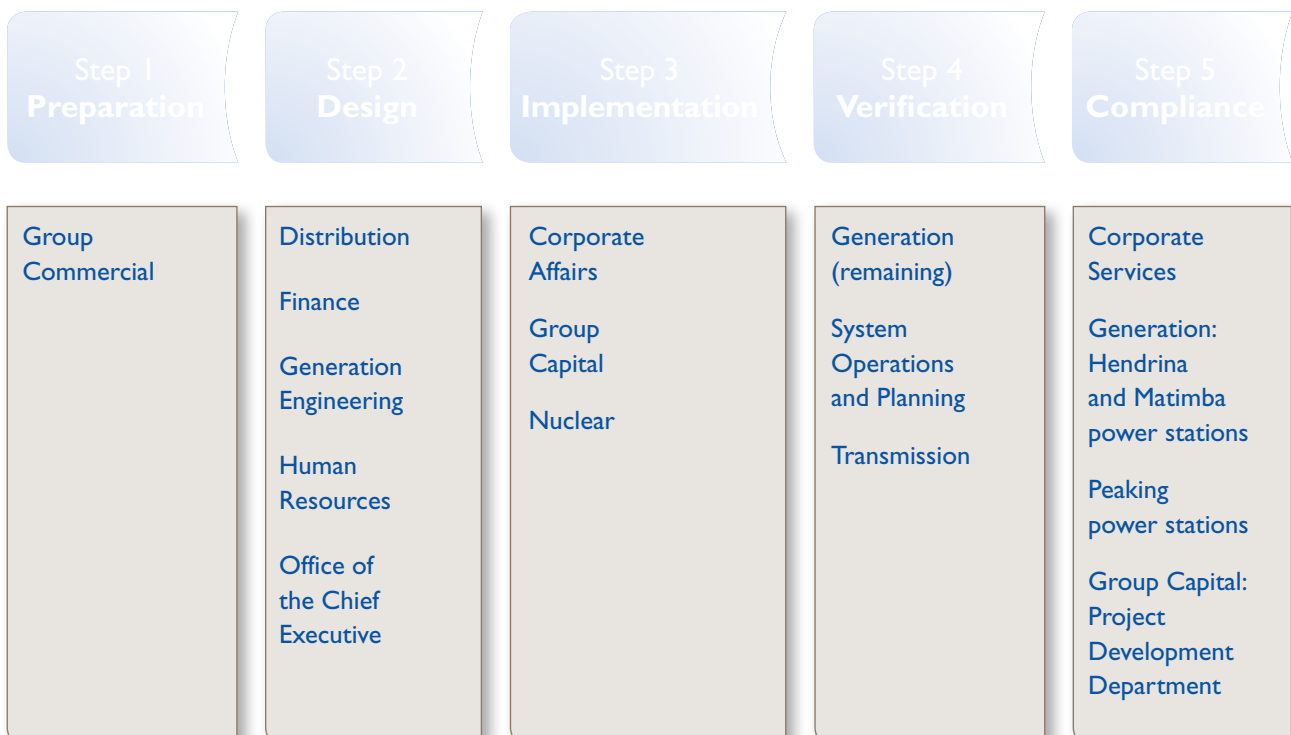 Step 1
Preparation
Step 2
Design
Step 3
Implementation
Step 4
Verification
Step 5
Compliance
Group
Commercial
Distribution
Finance
Generation
Engineering
Human
Resources
Office of
the Chief
Executive
Corporate
Affairs
Group
Capital
Nuclear
Generation
(remaining)
System
Operations
and Planning
Transmission
Corporate
Services
Generation:
Hendrina
and Matimba
power stations
Peaking
power stations
Group Capital:
Project
Development
Department